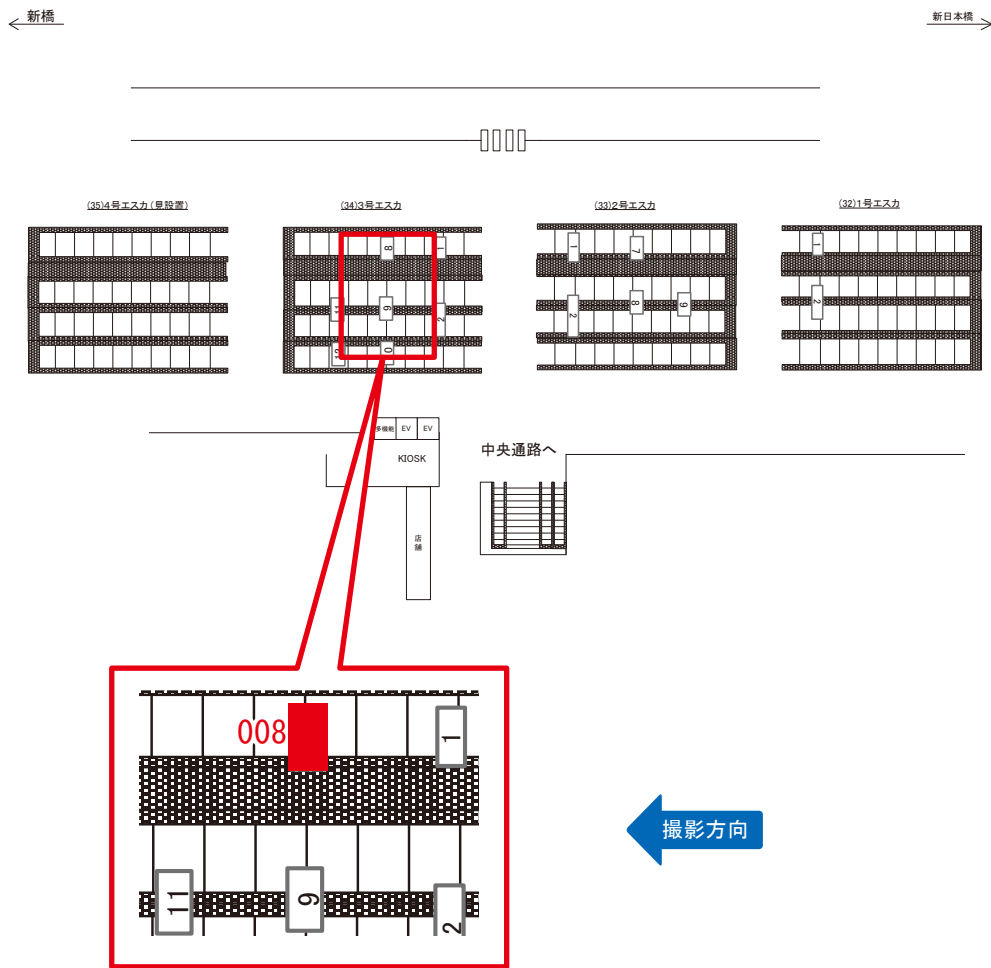 新橋
新日本橋
(35)4号エスカ(見設置)
(34)3号エスカ
(33)2号エスカ
(32)1号エスカ
8
1
11
9
2
12
0
1
7
2
8
9
1
2
多機能
EV
EV
KIOSK
中央通路へ
店舗
008
1
11
9
2
撮影方向